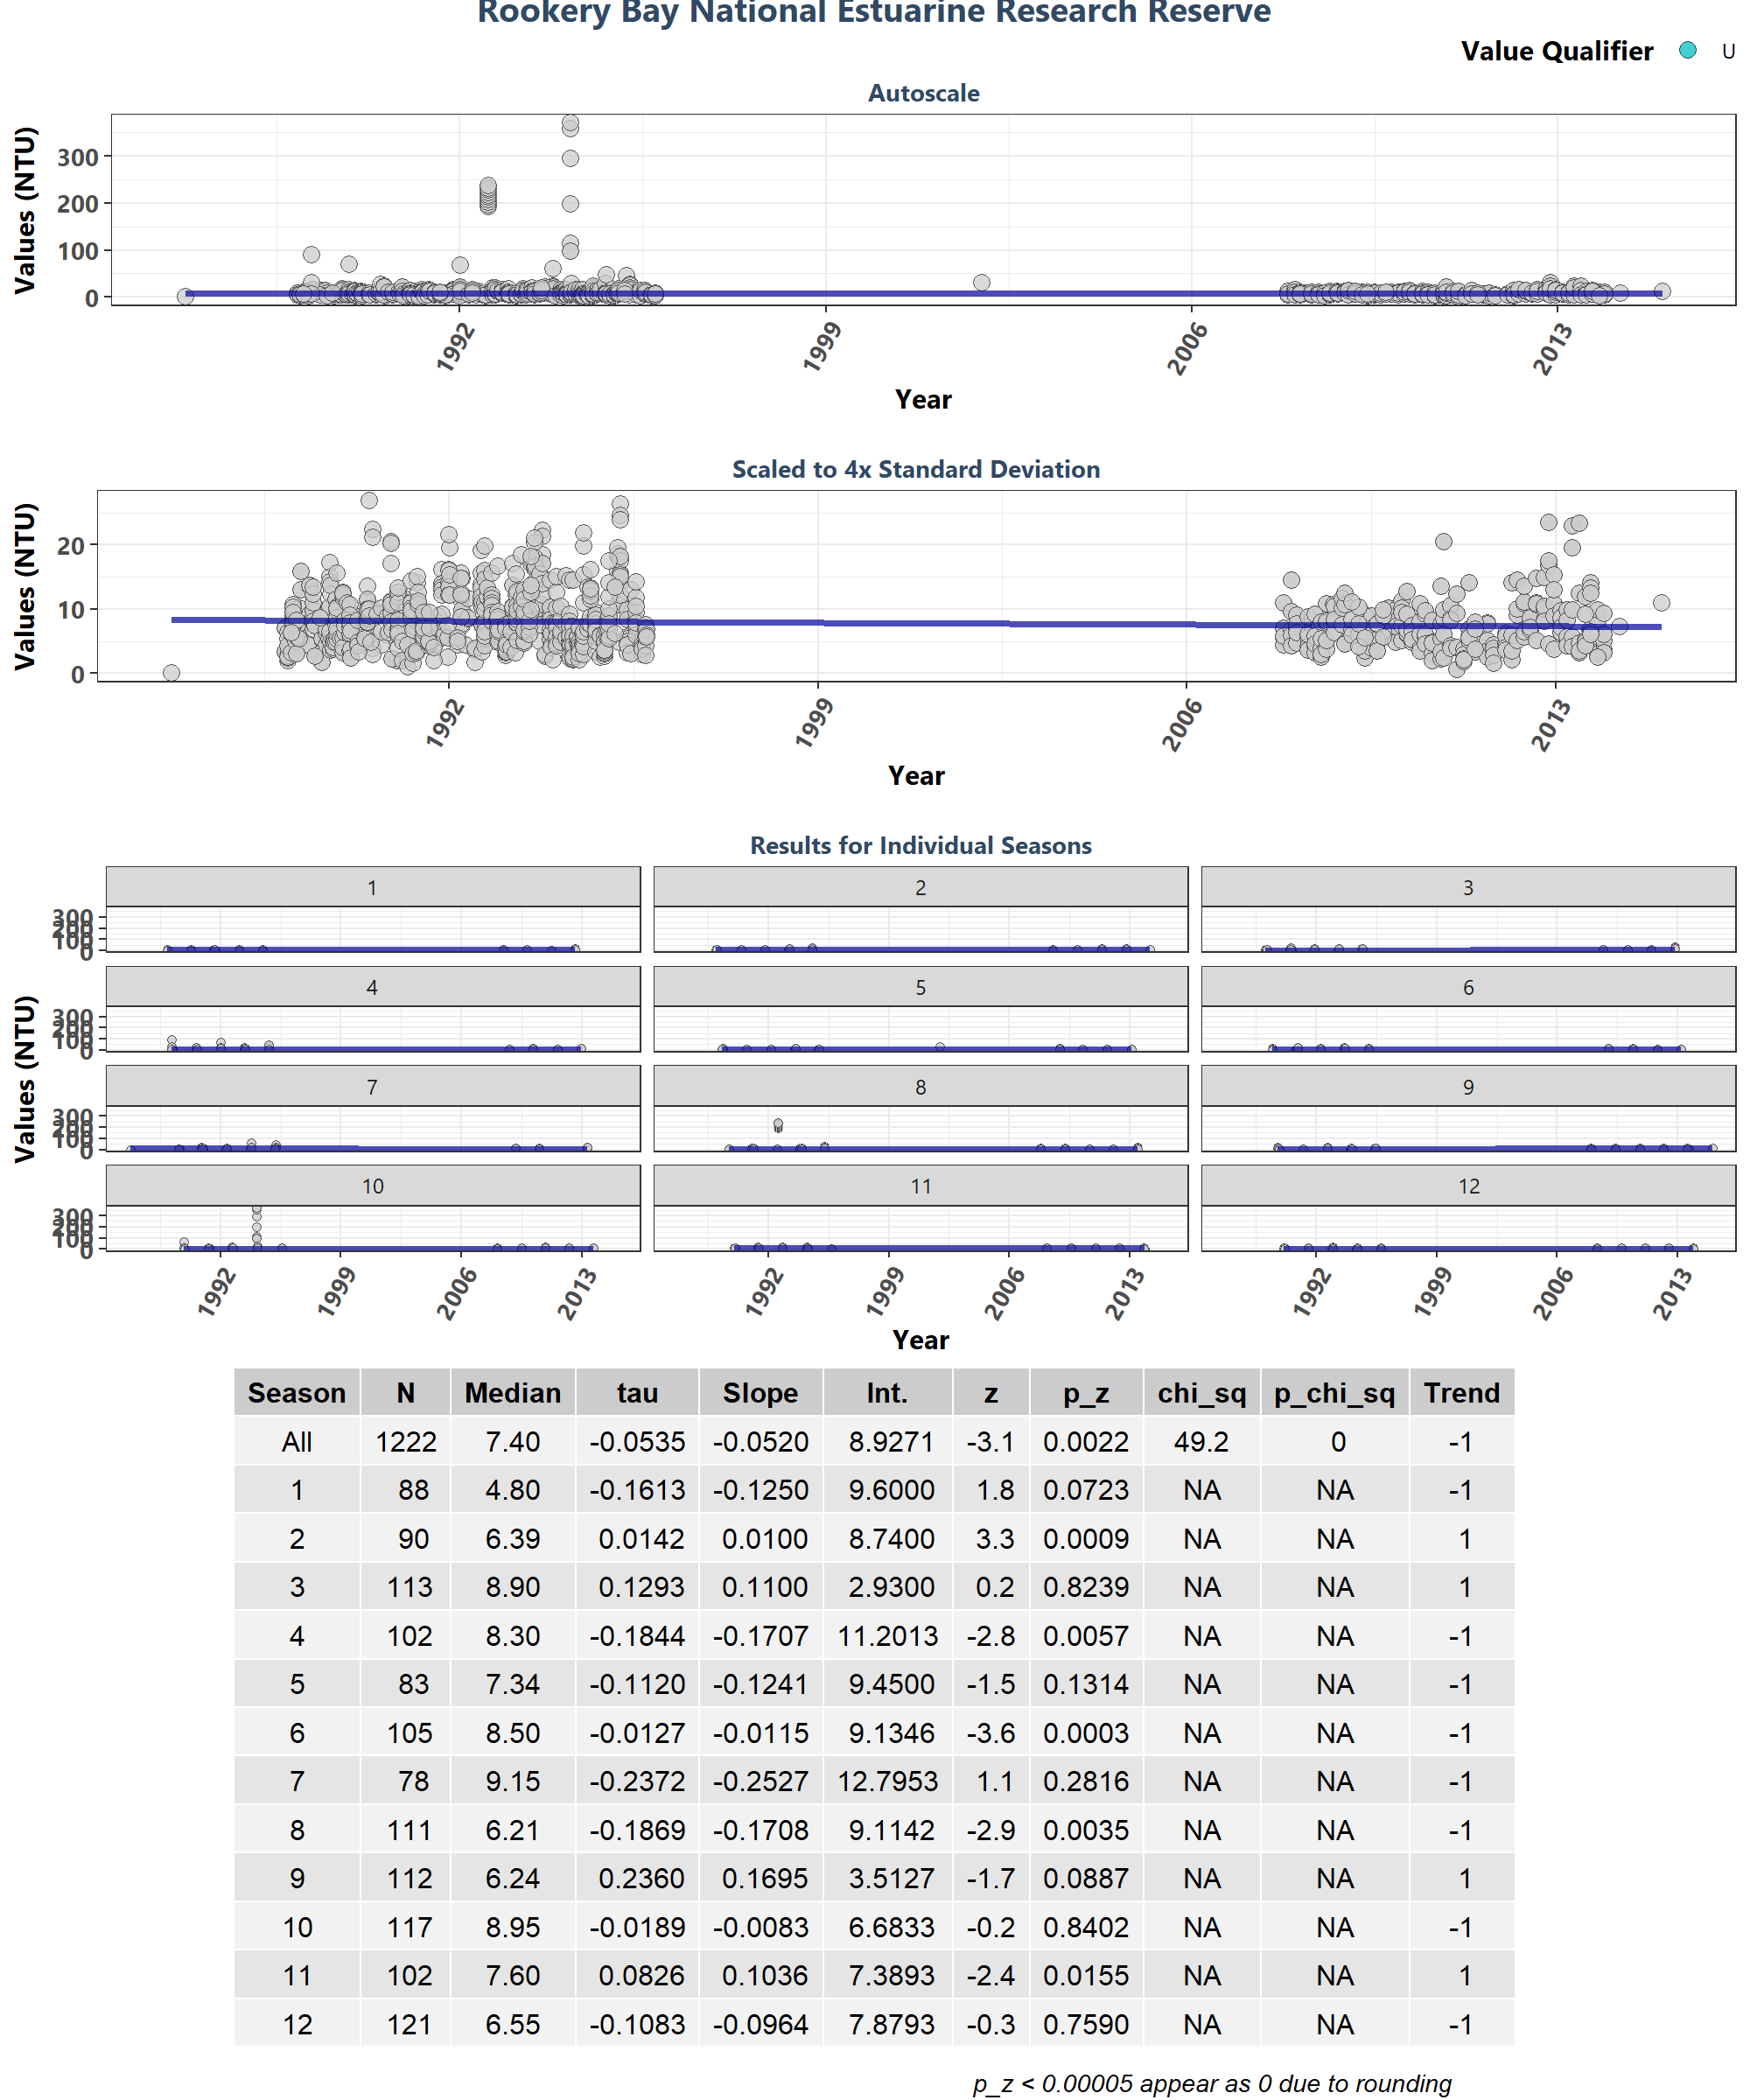 Rookery Bay National Estuarine Research Reserve
Value Qualifier U
Autoscale
Values (NTU)
300
200
100
0
1992 1999 2006 2013
Year
Scaled to 4x Standard Deviation
Values (NTU)
20
10
0
1992 1999 2006 2013
Year
Results for Individual Seasons
Values (NTU)
1 2 3
300
200
100
0
4 5 6
300
200
100
0
7 8 9
300
200
100
0
10 11 12
300
200
100
0
1992 1999 2006 2013 1992 1999 2006 2013 1992 1999 2006 2013
Year
Season N Median tau Slope Int. z p_z chi_sq p_chi_sq Trend
All 1222 7.40 -0.0535 -0.0520 8.9271 -3.1 0.0022 49.2 0 -1
1 88 4.80 -0.1613 -0.1250 9.6000 1.8 0.0723 NA NA -1
2 90 6.39 0.0142 0.0100 8.7400 3.3 0.0009 NA NA 1
3 113 8.90 0.1293 0.1100 2.9300 0.2 0.8239 NA NA 1
4 102 8.30 -0.1844 -0.1707 11.2013 -2.8 0.0057 NA NA -1
5 83 7.34 -0.1120 -0.1241 9.4500 -1.5 0.1314 NA NA -1
6 105 8.50 -0.0127 -0.0115 9.1346 -3.6 0.0003 NA NA -1
7 78 9.15 -0.2372 -0.2527 12.7953 1.1 0.2816 NA NA -1
8 111 6.21 -0.1869 -0.1708 9.1142 -2.9 0.0035 NA NA -1
9 112 6.24 0.2360 0.1695 3.5127 -1.7 0.0887 NA NA 1
10 117 8.95 -0.0189 -0.0083 6.6833 -0.2 0.8402 NA NA -1
11 102 7.60 0.0826 0.1036 7.3893 -2.4 0.0155 NA NA 1
12 121 6.55 -0.1083 -0.0964 7.8793 -0.3 0.7590 NA NA -1
p_z < 0.00005 appear as 0 due to rounding